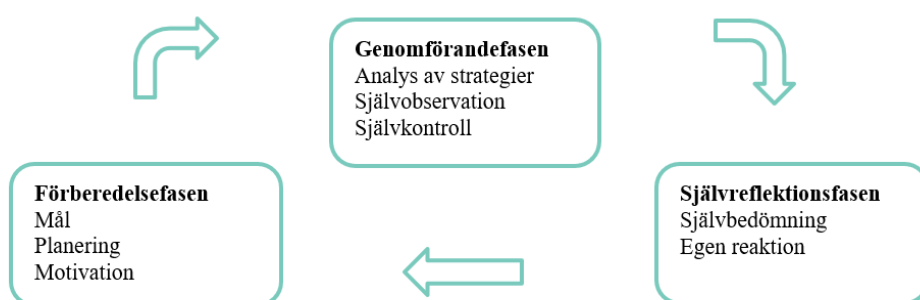 Genomförandefasen
Analys av strategier
Självobservation
Självkontroll
Förberedelsefasen
Mål
Planering
Motivation
Självreflektionsfasen
Självbedömning
Egen reaktion